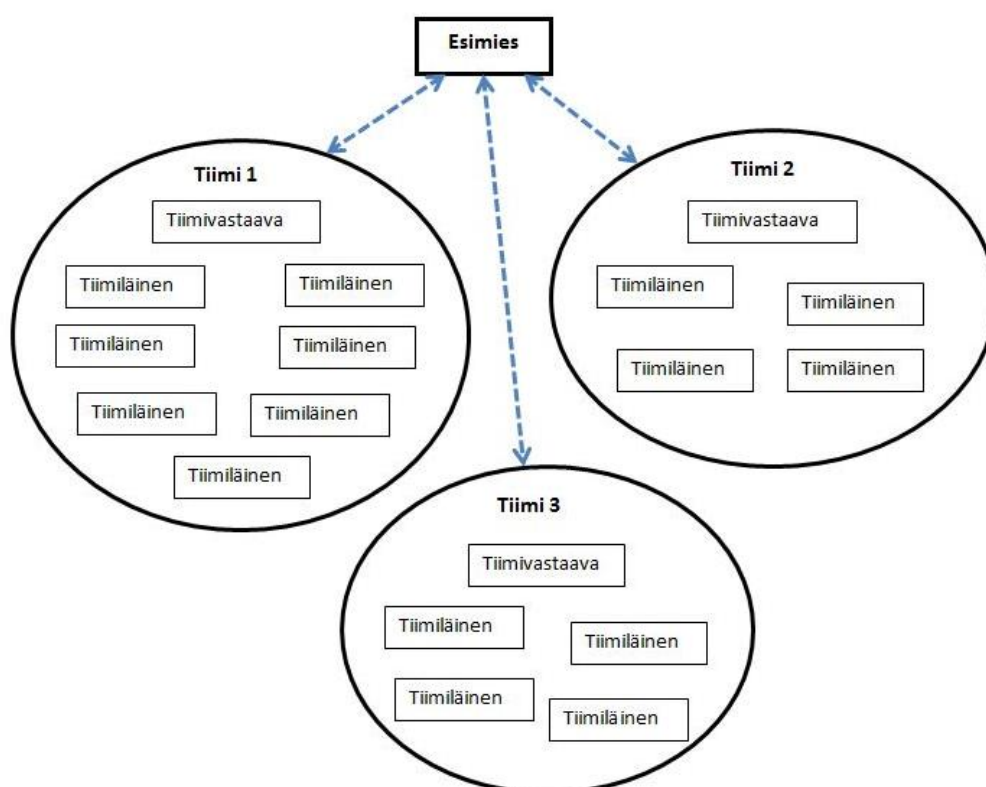 Esimies
Tiimi 1
Tiimivastaava
Tiimiläinen
Tiimiläinen
Tiimiläinen
Tiimiläinen
Tiimiläinen
Tiimiläinen
Tiimiläinen
Tiimi 2
Tiimivastaava
Tiimiläinen
Tiimiläinen
Tiimiläinen
Tiimiläinen
Tiimi 3
Tiimivastaava
Tiimiläinen
Tiimiläinen
Tiimiläinen
Tiimiläinen